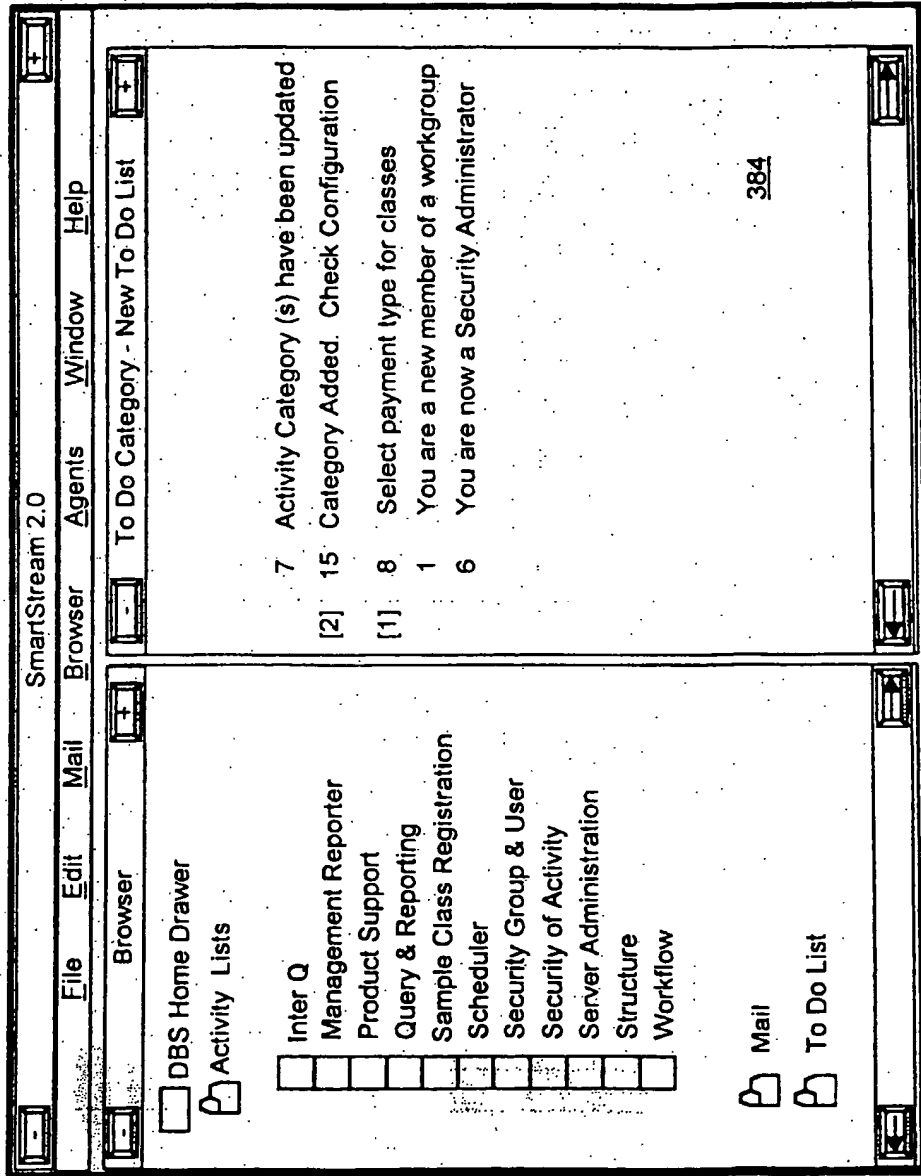 SmartStream 2.0
File Edit Mail Browser Agents Window Help
Browser
DBS Home Drawer
Activity Lists
Inter Q
Management Reporter
Product Support
Query & Reporting
Sample Class Registration
Scheduler
Security Group & User
Security of Activity
Server Administration
Structure
Workflow
Mail
To Do List
To Do Category - New To Do List
7 Activity Category (s) have been updated
[2] 15 Category Added. Check Configuration
[1] 8 Select payment type for classes
1 You are a new member of a workgroup
6 You are now a Security Administrator
384